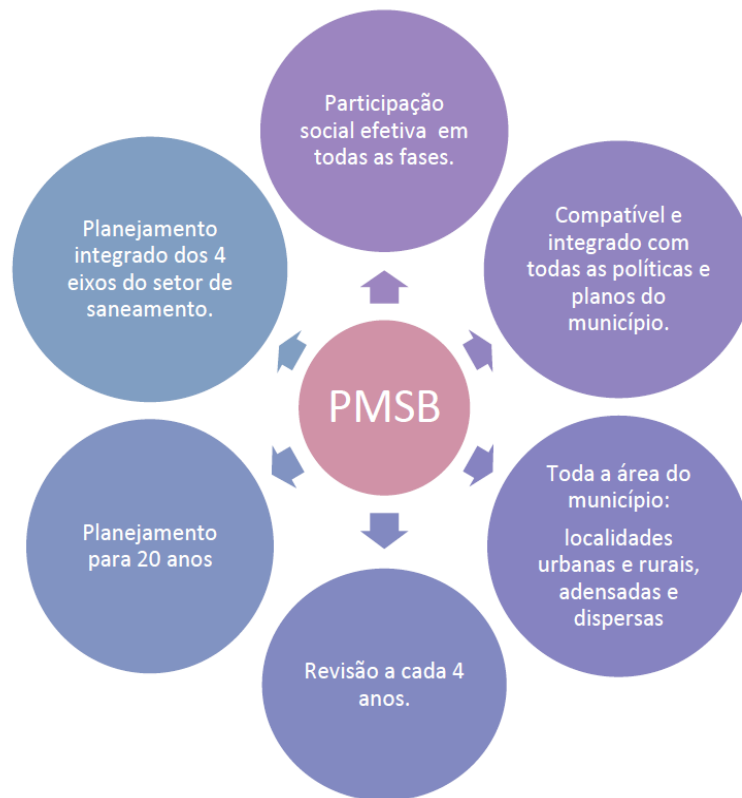 Participação
social efetiva em
todas as fases.
Planejamento
integrado dos 4
eixos do setor de
saneamento.
Compatível e
integrado com
todas as políticas e
planos do
município.
PMSB
Planejamento
para 20 anos
Toda a área do
município:
localidades
urbanas e rurais,
adensadas e
dispersas
Revisão a cada 4
anos.